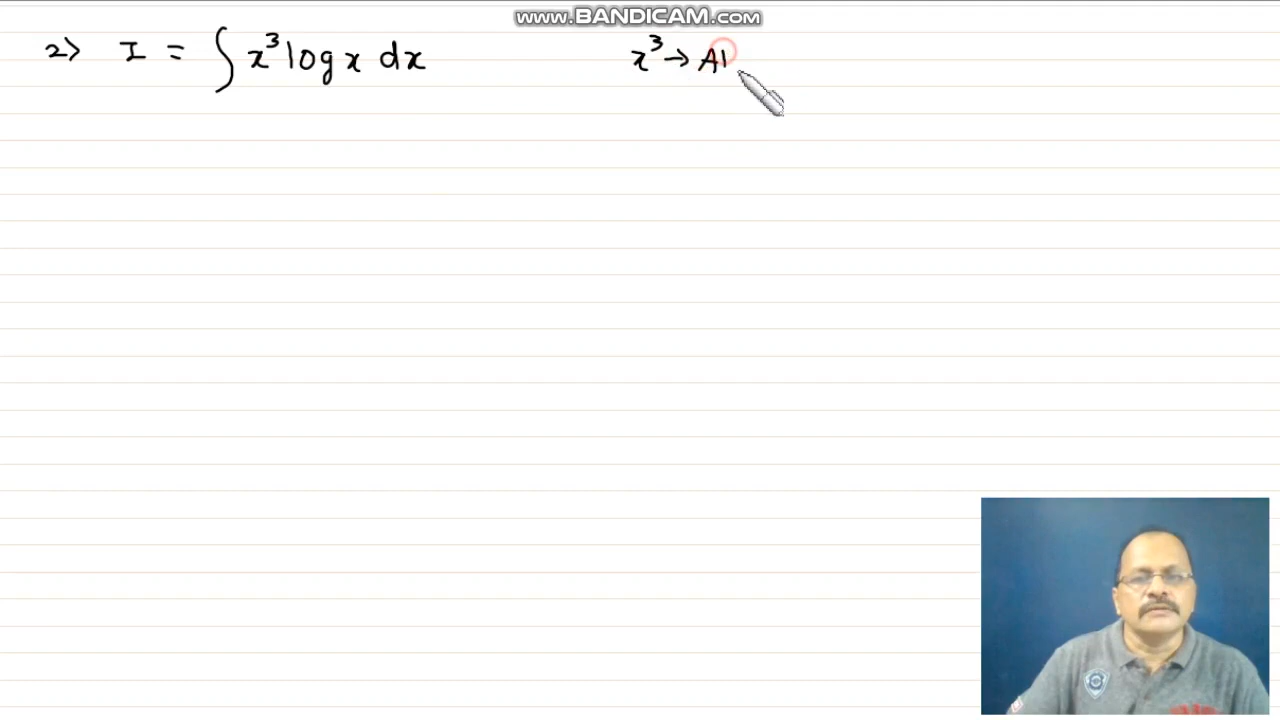 www.BANDICAM.com
2) I = ∫ x³ log x dx
x³ → Al